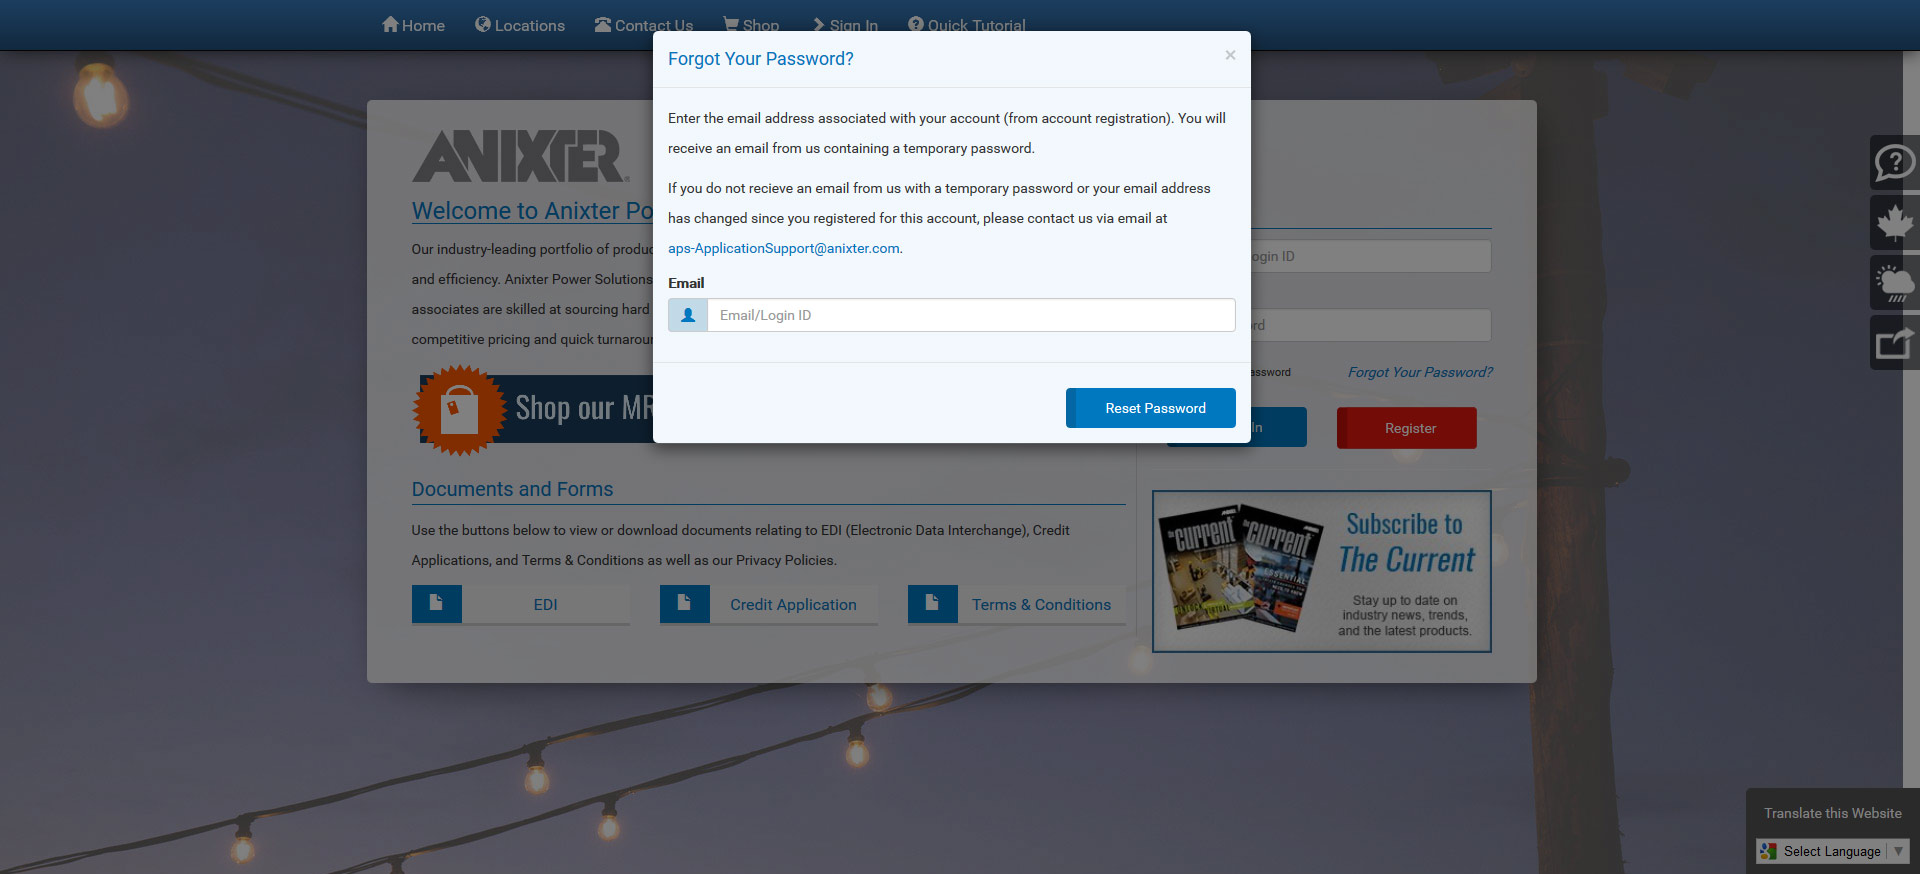 Home
Locations
Contact Us
Shop
Sign In
Quick Tutorial
Forgot Your Password?
×
Enter the email address associated with your account (from account registration). You will
receive an email from us containing a temporary password.
If you do not recieve an email from us with a temporary password or your email address
has changed since you registered for this account, please contact us via email at
aps-ApplicationSupport@anixter.com.
Email
Email/Login ID
Reset Password
ANIXTER
Welcome to Anixter Po
Our industry-leading portfolio of produc
and efficiency. Anixter Power Solutions
associates are skilled at sourcing hard
competitive pricing and quick turnarou
Shop our MR
ogin ID
rd
assword
Forgot Your Password?
In
Register
Documents and Forms
Use the buttons below to view or download documents relating to EDI (Electronic Data Interchange), Credit
Applications, and Terms & Conditions as well as our Privacy Policies.
EDI
Credit Application
Terms & Conditions
the current
the current
ESSENTIAL
UNLOCK VIRTUAL
Subscribe to
The Current
Stay up to date on
industry news, trends,
and the latest products.
Translate this Website
Select Language